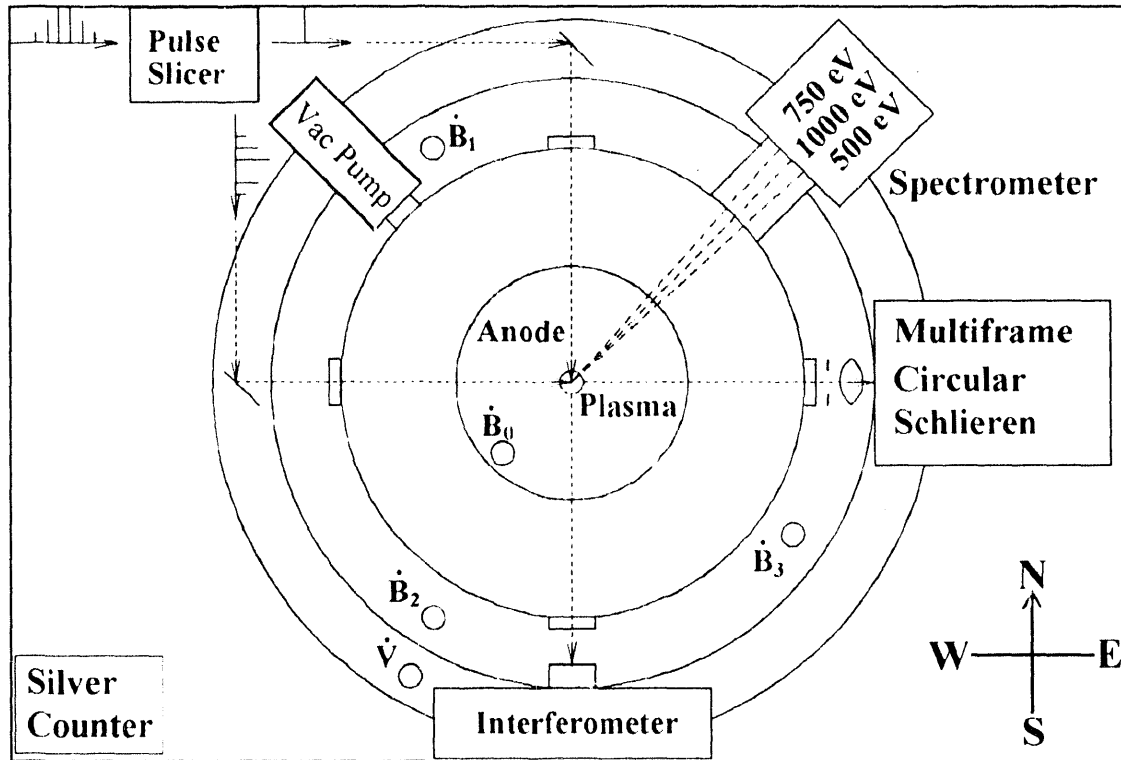 Pulse
Slicer
Vac Pump
Ḃ₁
750 eV
1000 eV
500 eV
Spectrometer
Anode
Plasma
Ḃ₀
Multiframe
Circular
Schlieren
Ḃ₃
Ḃ₂
V̇
N
W E
S
Silver
Counter
Interferometer